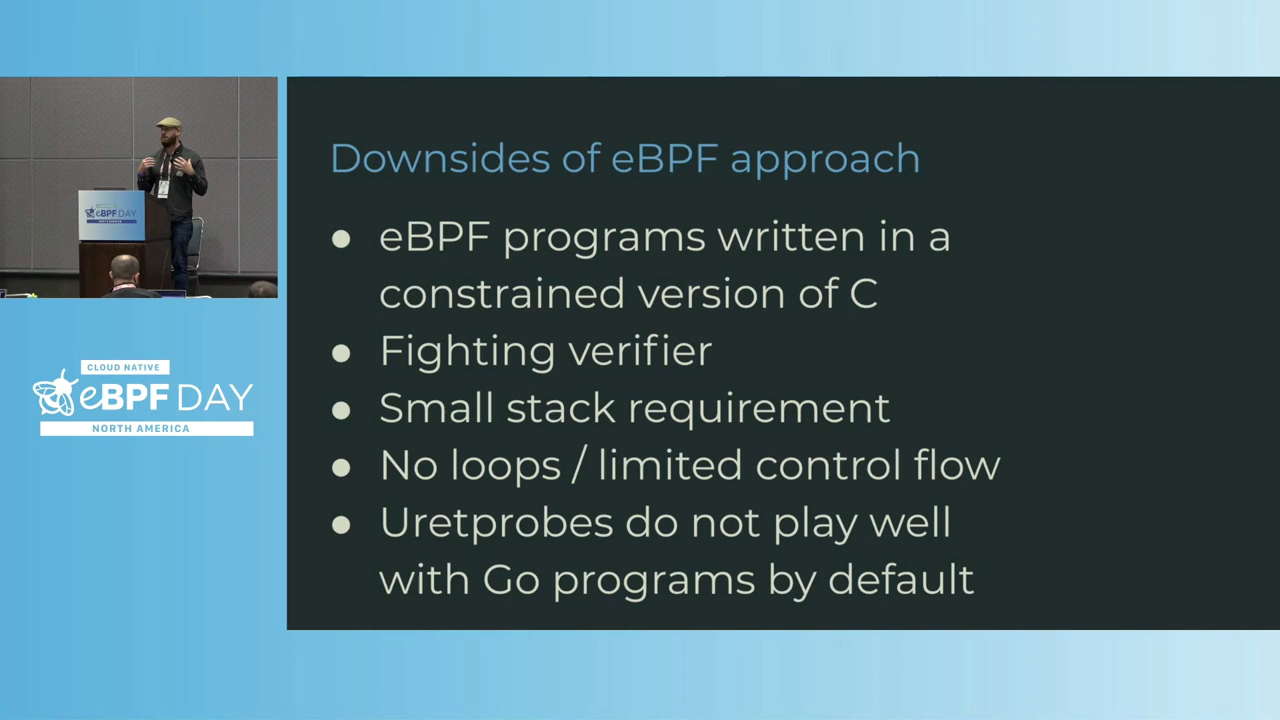 Downsides of eBPF approach
● eBPF programs written in a
constrained version of C
● Fighting verifier
● Small stack requirement
● No loops / limited control flow
● Uretprobes do not play well
with Go programs by default
eBPF DAY
NORTH AMERICA
CLOUD NATIVE
eBPF DAY
NORTH AMERICA